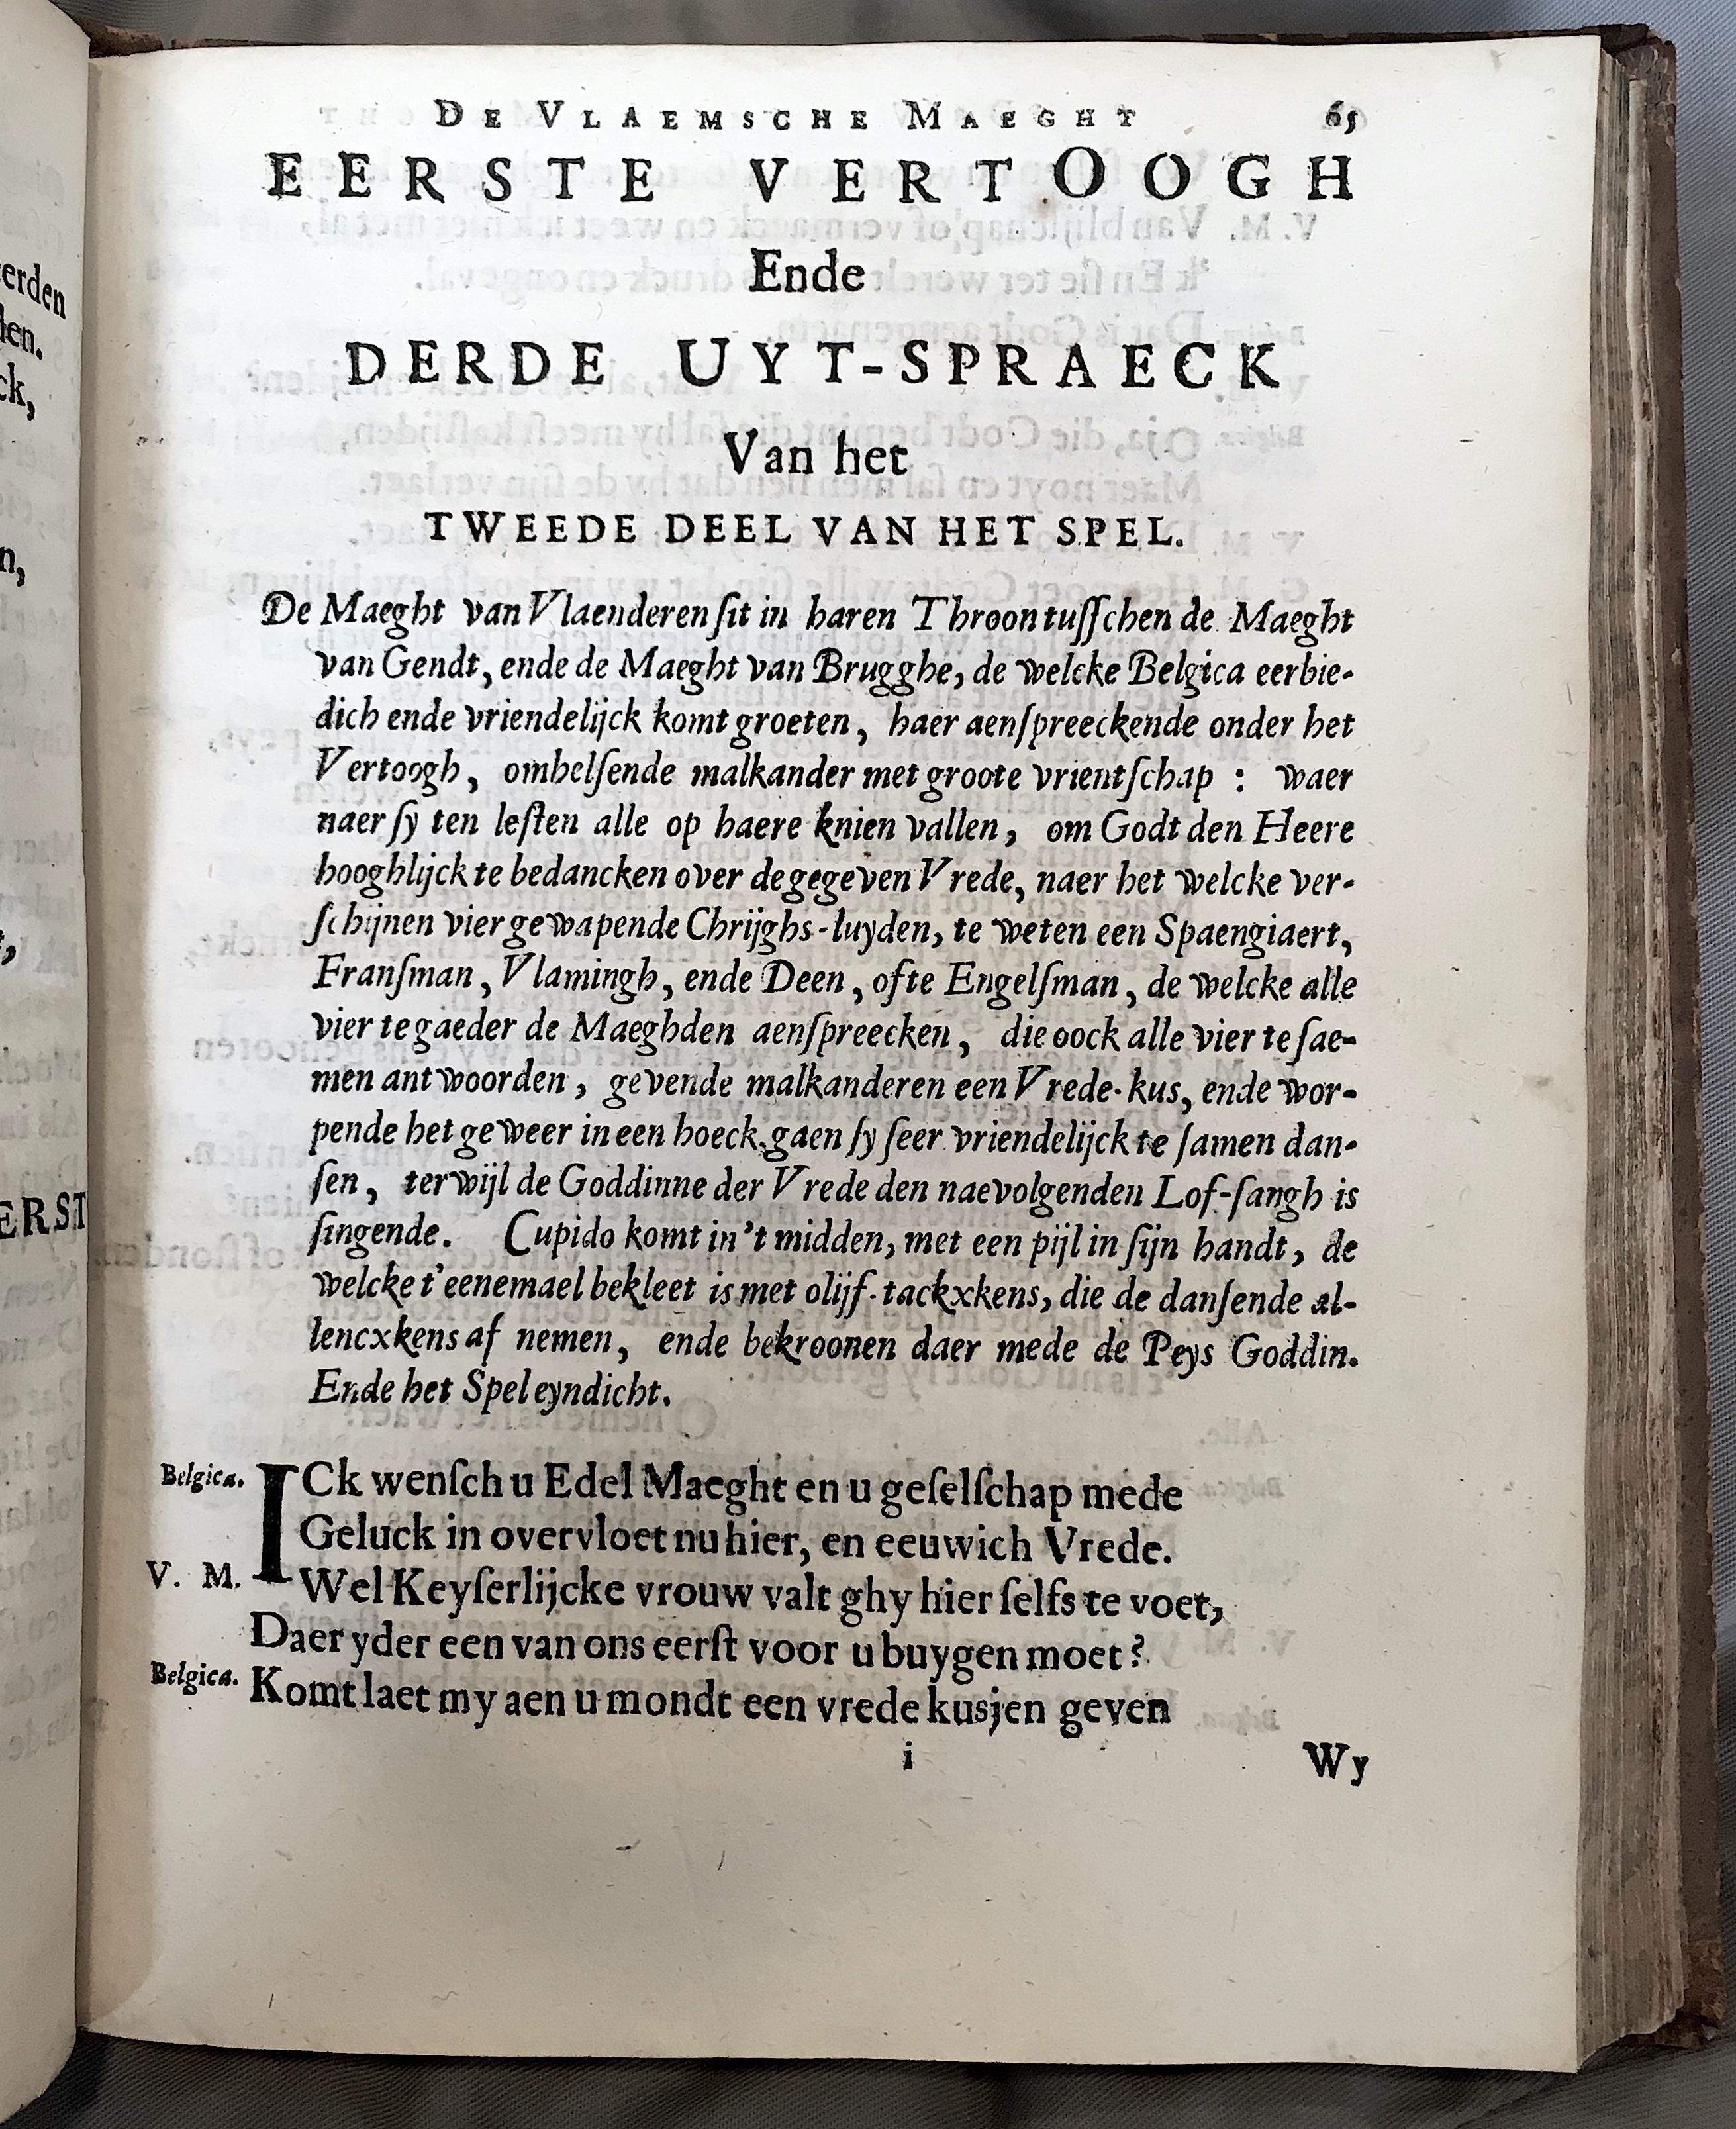 De Vlaemsche Maeght 65
EERSTE VERTOOGH
Ende
DERDE UYT-SPRAECK
Van het
TWEEDE DEEL VAN HET SPEL.
De Maeght van Vlaenderen ſit in haren Throon tuſſchen de Maeght
van Gendt, ende de Maeght van Brugghe, de welcke Belgica eerbie-
dich ende vriendelijck komt groeten, haer aenſpreeckende onder het
Vertoogh, omhelſende malkander met groote vrientſchap : waer
naer ſy ten leſten alle op haere knien vallen, om Godt den Heere
hooghlijck te bedancken over de gegeven Vrede, naer het welcke ver-
ſchijnen vier gewapende Chrijghs-luyden, te weten een Spaengiaert,
Franſman, Vlamingh, ende Deen, ofte Engelſman, de welcke alle
vier te gaeder de Maeghden aenſpreecken, die oock alle vier te ſae-
men antwoorden, gevende malkanderen een Vrede-kus, ende wor-
pende het geweer in een hoeck, gaen ſy ſeer vriendelijck te ſamen dan-
ſen, terwijl de Goddinne der Vrede den naevolgenden Lof-ſangh is
ſingende. Cupido komt in't midden, met een pijl in ſijn handt, de
welcke t'eenemael bekleet is met olijf-tackxkens, die de danſende al-
lencxkens af nemen, ende bekroonen daer mede de Peys Goddin.
Ende het Spel eyndicht.
Belgica. ICk wenſch u Edel Maeght en u geſelſchap mede
Geluck in overvloet nu hier, en eeuwich Vrede.
V. M. Wel Keyſerlijcke vrouw valt ghy hier ſelfs te voet,
Daer yder een van ons eerſt voor u buygen moet?
Belgica. Komt laet my aen u mondt een vrede kusjen geven
i Wy
erden
len.
ck,
n,
ERST